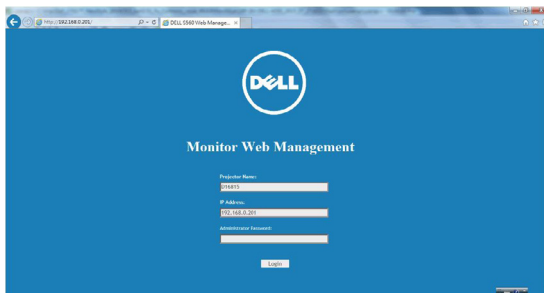 http://192.168.0.201/
DELL S560 Web Manage...
DELL
Monitor Web Management
Projector Name:
IP Address:
192.168.0.201
Administrator Password:
Login